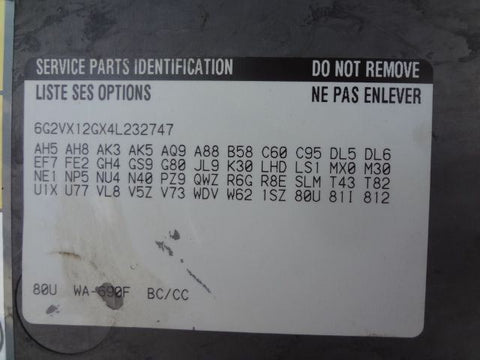 SERVICE PARTS IDENTIFICATION DO NOT REMOVE
LISTE SES OPTIONS NE PAS ENLEVER
6G2VX12GX4L232747
AH5 AH8 AK3 AK5 AQ9 A88 B58 C60 C95 DL5 DL6
EF7 FE2 GH4 GS9 G80 JL9 K30 LHD LS1 MX0 M30
NE1 NP5 NU4 N40 PZ9 QWZ R6G R8E SLM T43 T82
U1X U77 VL8 V5Z V73 WDV W62 1SZ 80U 81I 812
80U WA-690F BC/CC